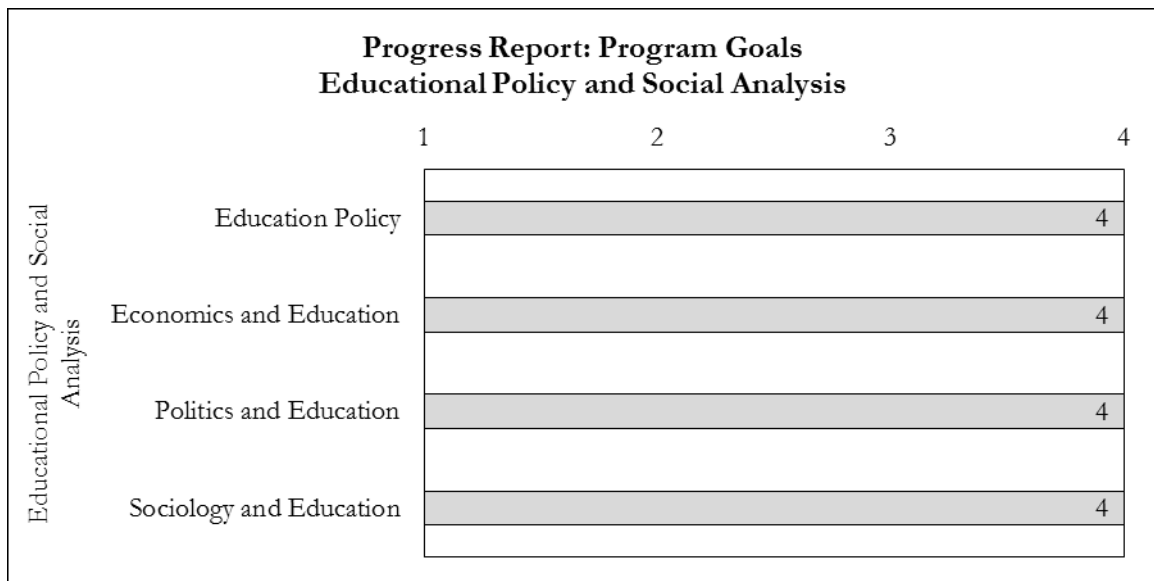 Progress Report: Program Goals
Educational Policy and Social Analysis
1 2 3 4
Educational Policy and Social
Analysis
Education Policy 4
Economics and Education 4
Politics and Education 4
Sociology and Education 4